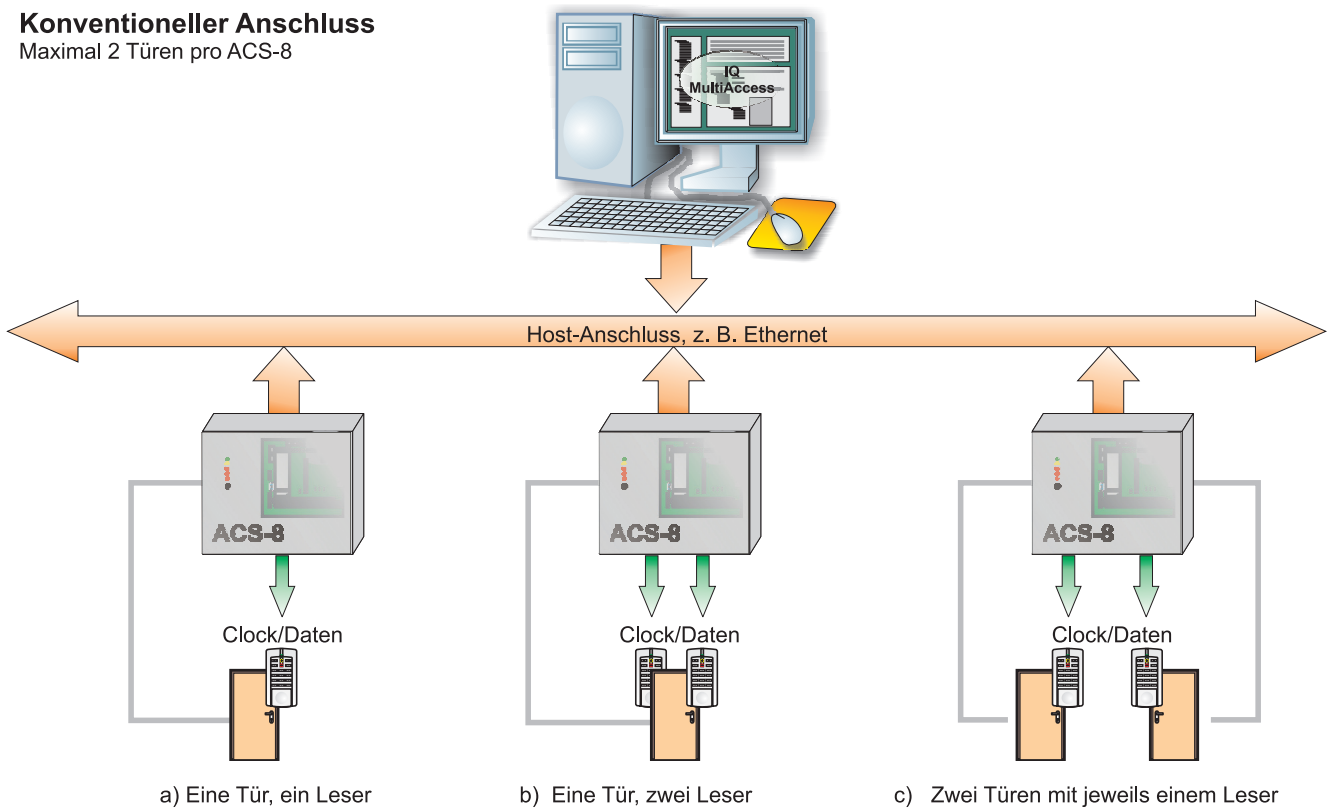 Konventioneller Anschluss
Maximal 2 Türen pro ACS-8
IQ
MultiAccess
Host-Anschluss, z. B. Ethernet
ACS-8
ACS-8
ACS-8
Clock/Daten
Clock/Daten
Clock/Daten
a) Eine Tür, ein Leser
b) Eine Tür, zwei Leser
c) Zwei Türen mit jeweils einem Leser